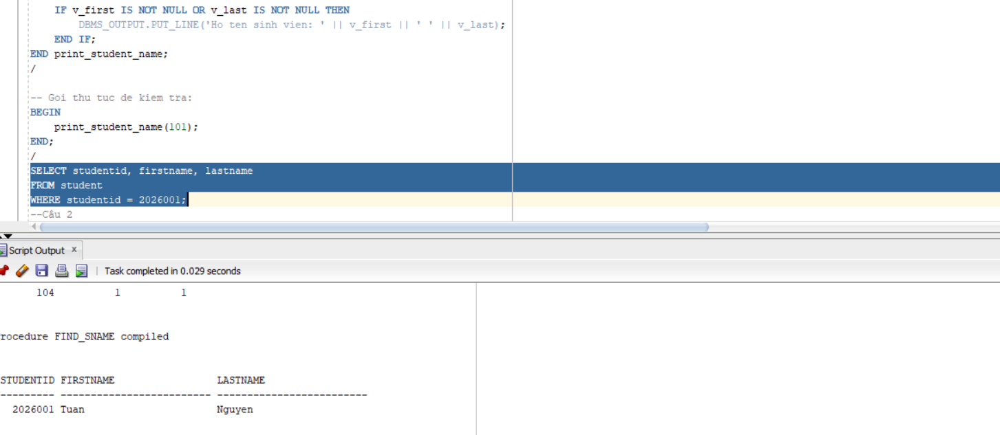 IF v_first IS NOT NULL OR v_last IS NOT NULL THEN
DBMS_OUTPUT.PUT_LINE('Ho ten sinh vien: ' || v_first || ' ' || v_last);
END IF;
END print_student_name;
/
-- Goi thu tuc de kiem tra:
BEGIN
print_student_name(101);
END;
/
SELECT studentid, firstname, lastname
FROM student
WHERE studentid = 2026001;
--Câu 2
Script Output x
Task completed in 0.029 seconds
104 1 1
rocedure FIND_SNAME compiled
STUDENTID FIRSTNAME LASTNAME
--------- ------------------------- -------------------------
2026001 Tuan Nguyen